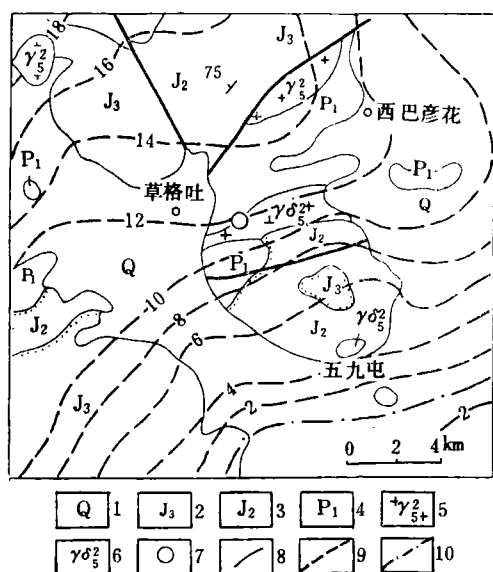 18
γ₅²
16
J₃
J₂
75
J₃
γ₅²
P₁
西巴彦花
14
P₁
草格吐
12
γδ₅²
P₁
Q
J₂
P₁
Q
P₁
J₂
10
8
6
J₃
J₂
γδ₅²
五九屯
J₃
4
2
2
0 2 4 km
Q 1 J₃ 2 J₂ 3 P₁ 4 γ₅² 5
γδ₅² 6 7 8 9 10